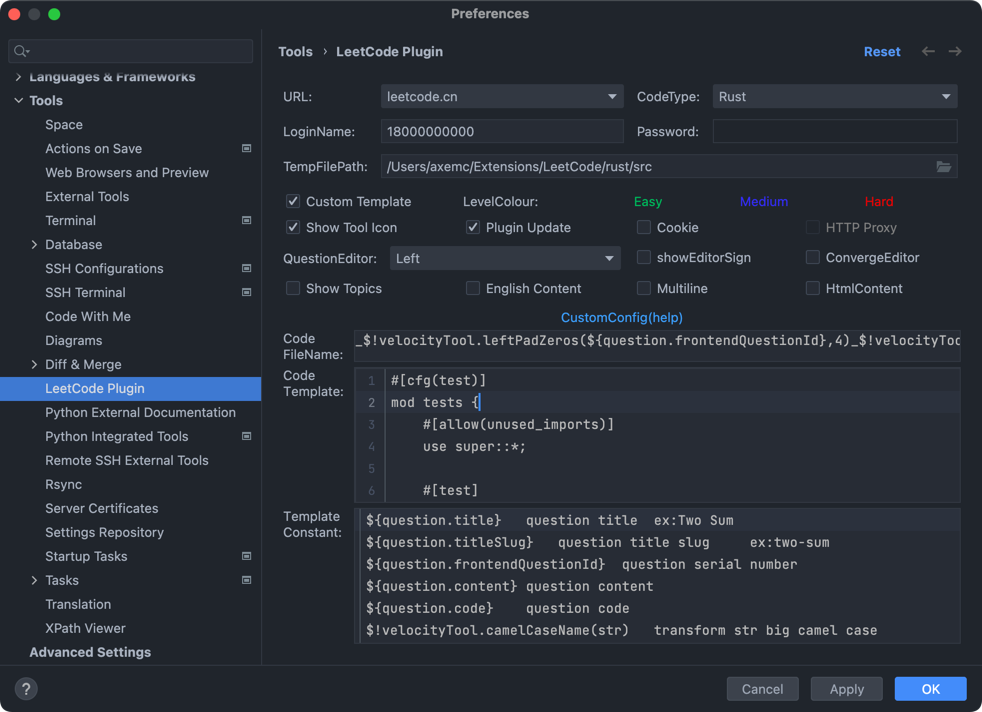 Preferences
Languages & Frameworks
Tools
Space
Actions on Save
Web Browsers and Preview
External Tools
Terminal
Database
SSH Configurations
SSH Terminal
Code With Me
Diagrams
Diff & Merge
LeetCode Plugin
Python External Documentation
Python Integrated Tools
Remote SSH External Tools
Rsync
Server Certificates
Settings Repository
Startup Tasks
Tasks
Translation
XPath Viewer
Advanced Settings
Tools › LeetCode Plugin Reset
URL: leetcode.cn CodeType: Rust
LoginName: 18000000000 Password:
TempFilePath: /Users/axemc/Extensions/LeetCode/rust/src
Custom Template LevelColour: Easy Medium Hard
Show Tool Icon Plugin Update Cookie HTTP Proxy
QuestionEditor: Left showEditorSign ConvergeEditor
Show Topics English Content Multiline HtmlContent
CustomConfig(help)
Code
FileName:
_$!velocityTool.leftPadZeros(${question.frontendQuestionId},4)_$!velocityToo
Code
Template:
1 #[cfg(test)]
2 mod tests {
3 #[allow(unused_imports)]
4 use super::*;
5
6 #[test]
Template
Constant:
${question.title} question title ex:Two Sum
${question.titleSlug} question title slug ex:two-sum
${question.frontendQuestionId} question serial number
${question.content} question content
${question.code} question code
$!velocityTool.camelCaseName(str) transform str big camel case
? Cancel Apply OK